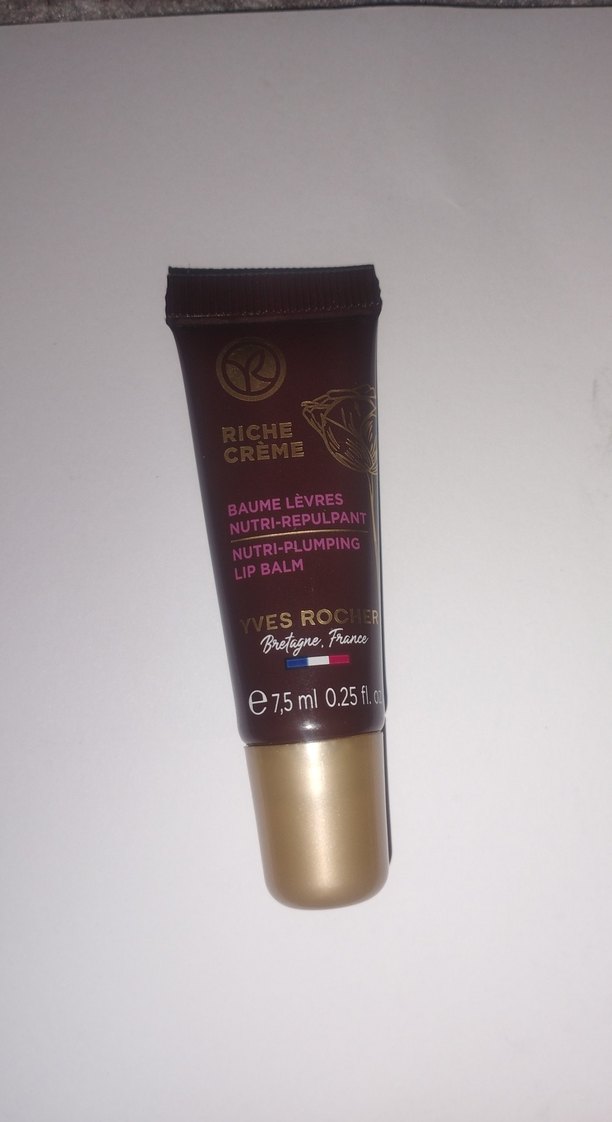 RICHE
CRÈME
BAUME LÈVRES
NUTRI-REPULPANT
NUTRI-PLUMPING
LIP BALM
YVES ROCHER
Bretagne, France
e 7,5 ml 0.25 fl. oz